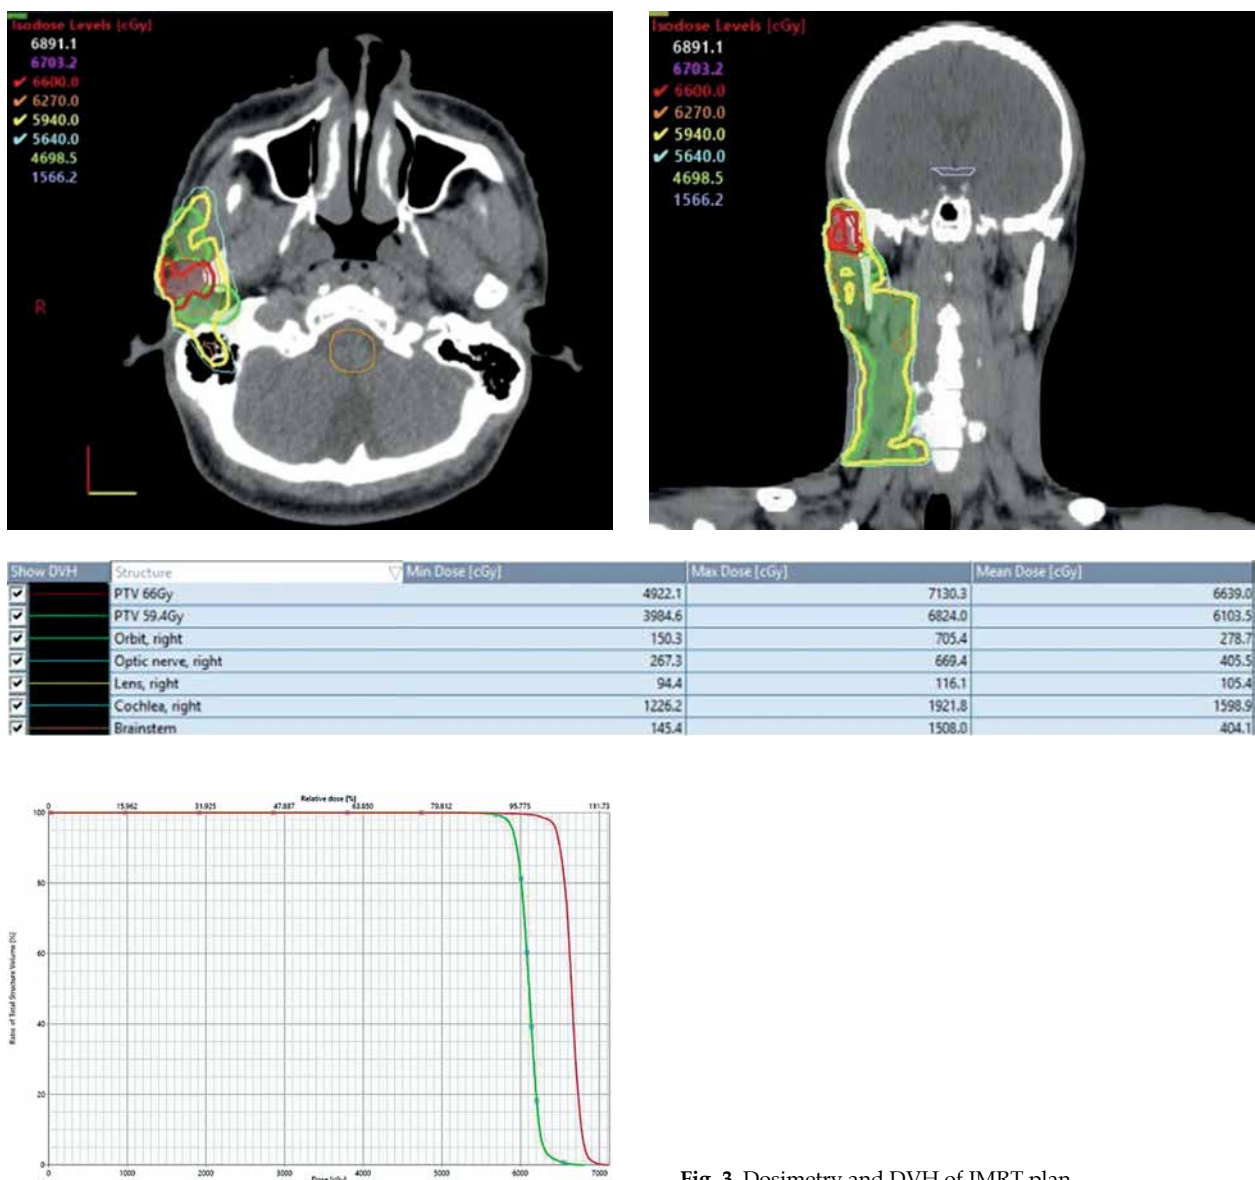 Isodose Levels [cGy]
6891.1
6703.2
6600.0
6270.0
5940.0
5640.0
4698.5
1566.2
R
Isodose Levels [cGy]
6891.1
6703.2
6600.0
6270.0
5940.0
5640.0
4698.5
1566.2
Show DVH Structure Min Dose [cGy] Max Dose [cGy] Mean Dose [cGy]
PTV 66Gy 4922.1 7130.3 6639.0
PTV 59.4Gy 3984.6 6824.0 6103.5
Orbit, right 150.3 705.4 278.7
Optic nerve, right 267.3 669.4 405.5
Lens, right 94.4 116.1 105.4
Cochlea, right 1226.2 1921.8 1598.9
Brainstem 145.4 1508.0 404.1
Relative dose [%]
0 15.962 31.925 47.887 63.850 79.812 95.775 111.73
100
80
60
40
20
0
Ratio of Total Structure Volume [%]
0 1000 2000 3000 4000 5000 6000 7000
Dose [cGy]
Fig. 3. Dosimetry and DVH of IMRT plan